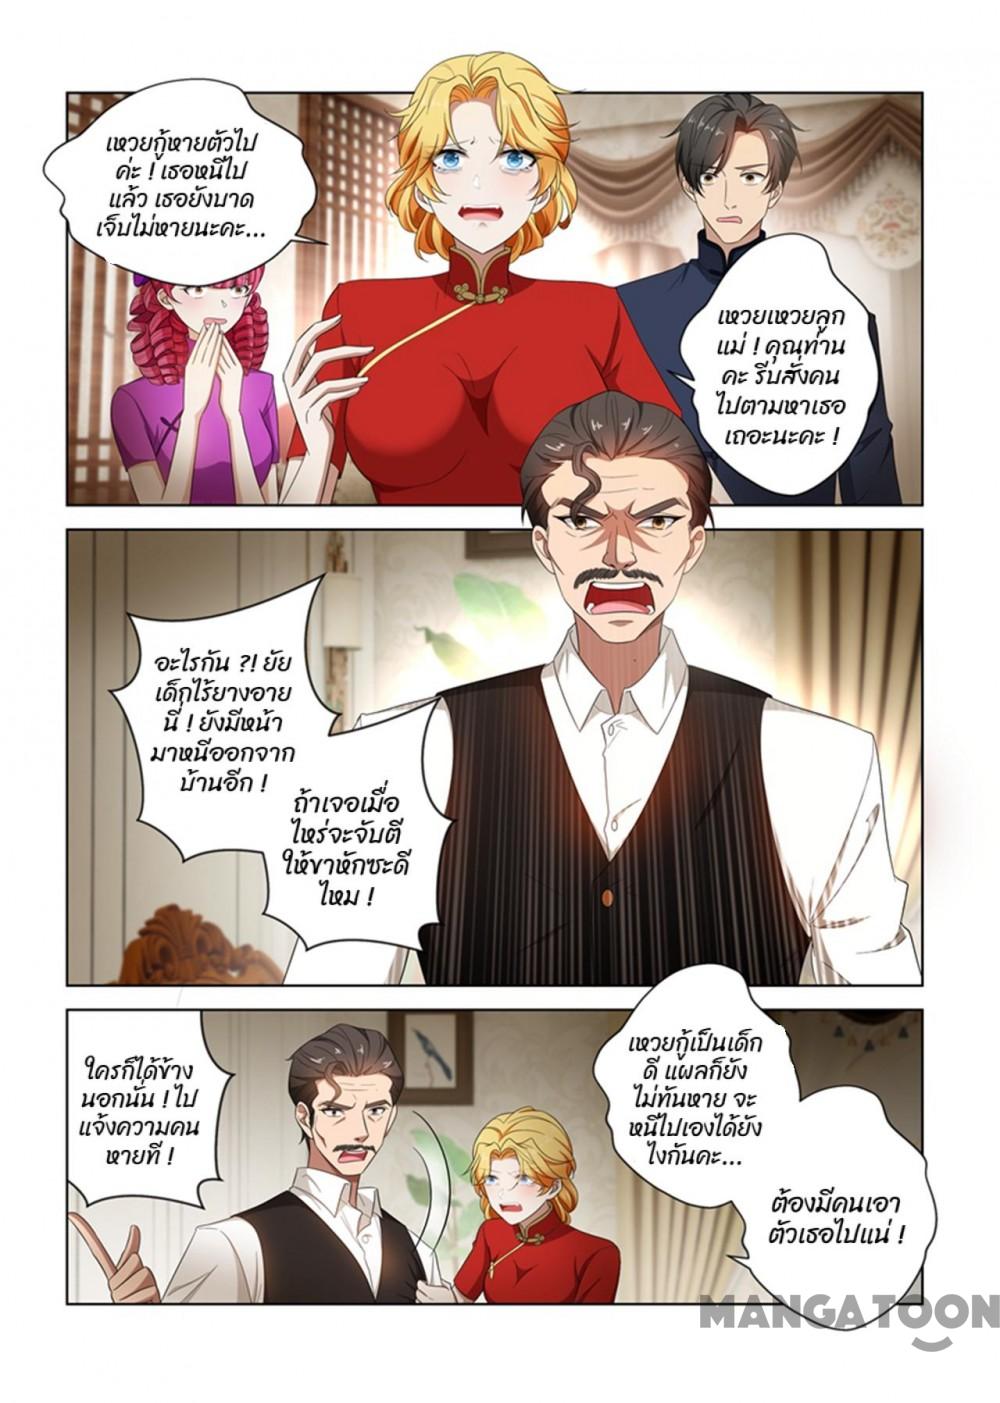 เหวยกู้หายตัวไป
ค่ะ ! เธอหนีไป
แล้ว เธอยังบาด
เจ็บไม่หายนะคะ...
เหวยเหวยลูก
แม่ ! คุณท่าน
คะ รีบสั่งคน
ไปตามหาเธอ
เถอะนะคะ !
อะไรกัน ?! ยัย
เด็กไร้ยางอาย
นี่ ! ยังมีหน้า
มาหนีออกจาก
บ้านอีก !
ถ้าเจอเมื่อ
ไหร่จะจับตี
ให้ขาหักซะดี
ไหม !
ใครก็ได้ข้าง
นอกนั่น ! ไป
แจ้งความคน
หายที !
เหวยกู้เป็นเด็ก
ดี แผลก็ยัง
ไม่ทันหาย จะ
หนีไปเองได้ยัง
ไงกันคะ...
ต้องมีคนเอา
ตัวเธอไปแน่ !
MANGATOON